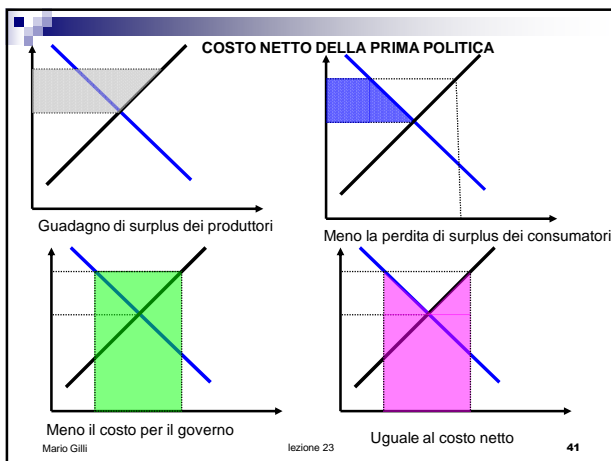 COSTO NETTO DELLA PRIMA POLITICA
Guadagno di surplus dei produttori
Meno la perdita di surplus dei consumatori
Meno il costo per il governo
Uguale al costo netto
Mario Gilli
lezione 23
41